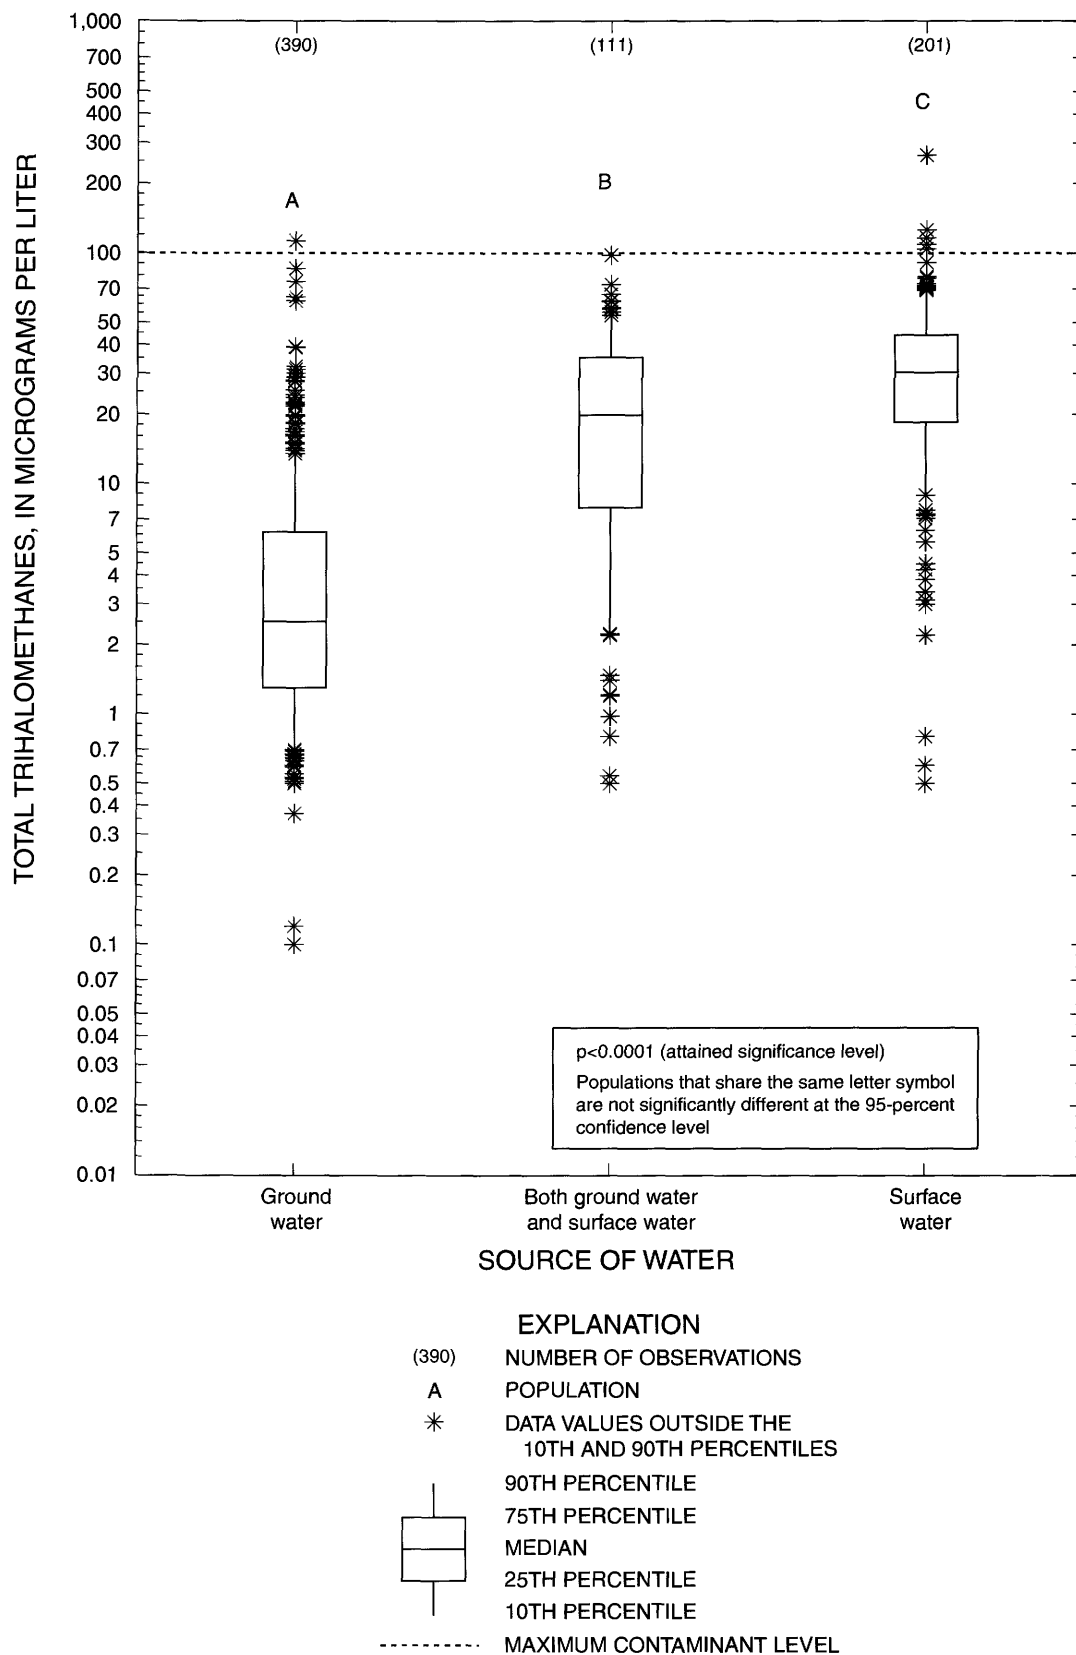 1,000
700
500
400
300
200
100
70
50
40
30
20
10
7
5
4
3
2
1
0.7
0.5
0.4
0.3
0.2
0.1
0.07
0.05
0.04
0.03
0.02
0.01
TOTAL TRIHALOMETHANES, IN MICROGRAMS PER LITER
(390)
(111)
(201)
A
B
C
p<0.0001 (attained significance level)
Populations that share the same letter symbol
are not significantly different at the 95-percent
confidence level
Ground
water
Both ground water
and surface water
Surface
water
SOURCE OF WATER
EXPLANATION
(390) NUMBER OF OBSERVATIONS
A POPULATION
DATA VALUES OUTSIDE THE
10TH AND 90TH PERCENTILES
90TH PERCENTILE
75TH PERCENTILE
MEDIAN
25TH PERCENTILE
10TH PERCENTILE
MAXIMUM CONTAMINANT LEVEL